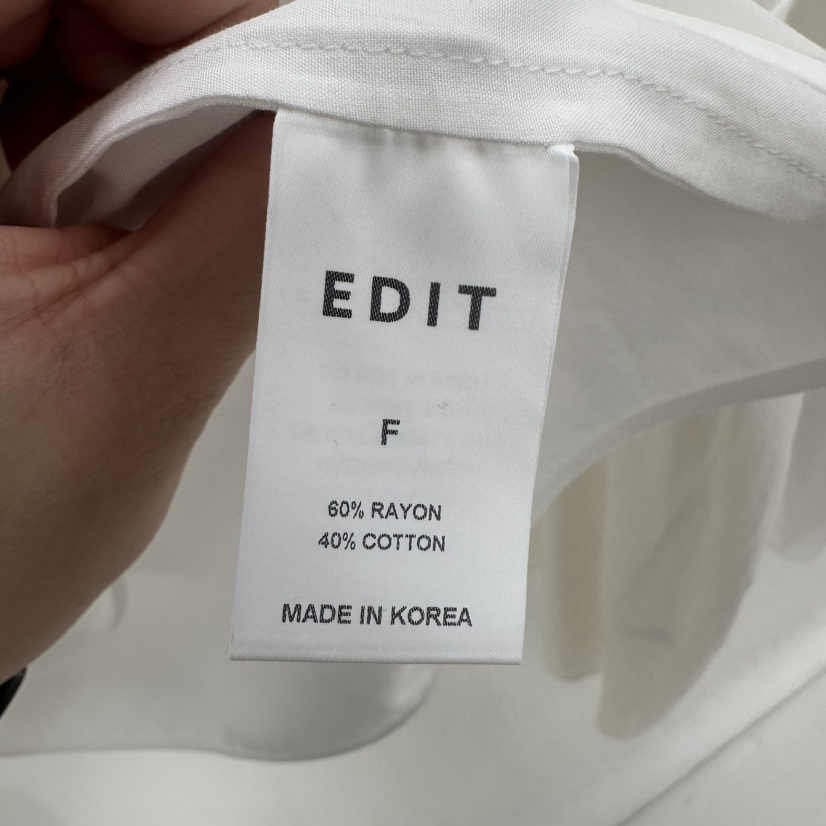 EDIT
F
60% RAYON
40% COTTON
MADE IN KOREA